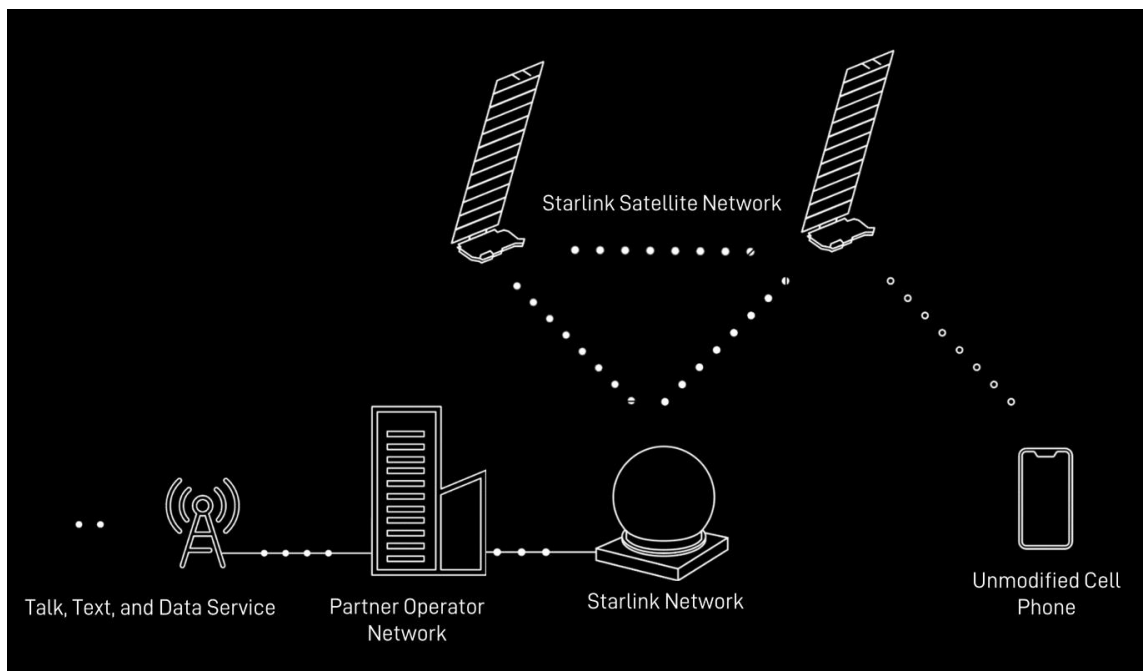 Starlink Satellite Network
Talk, Text, and Data Service
Partner Operator
Network
Starlink Network
Unmodified Cell
Phone